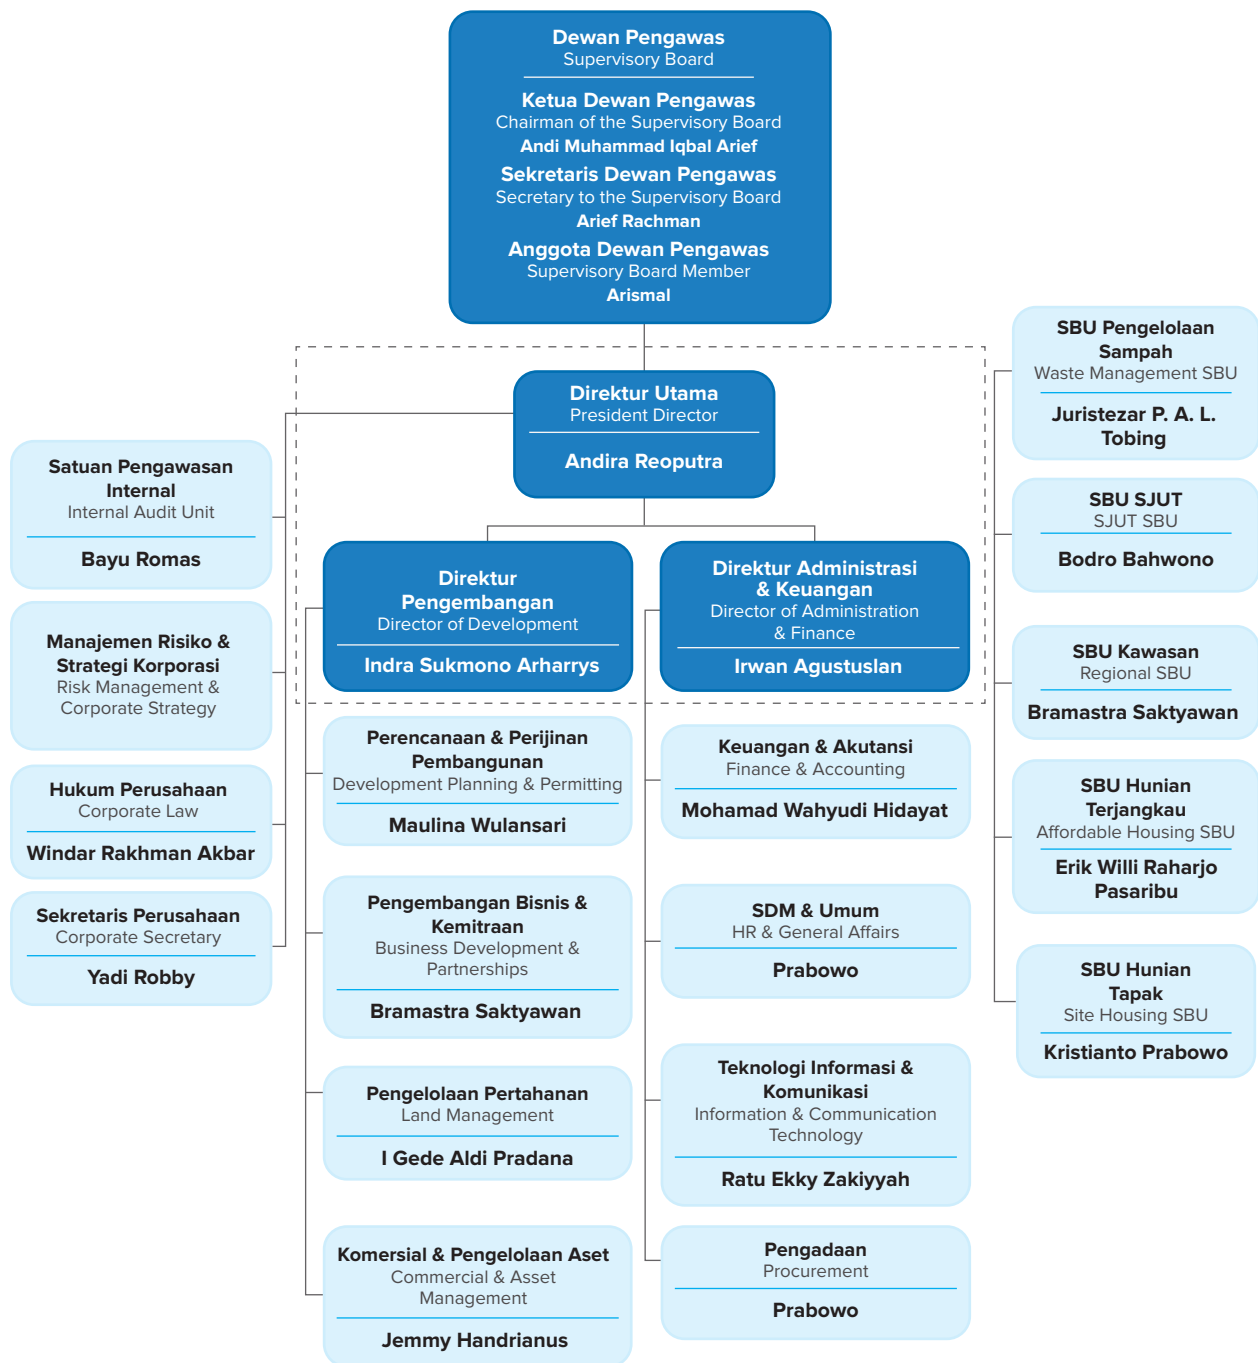 Dewan Pengawas
Supervisory Board
Ketua Dewan Pengawas
Chairman of the Supervisory Board
Andi Muhammad Iqbal Arief
Sekretaris Dewan Pengawas
Secretary to the Supervisory Board
Arief Rachman
Anggota Dewan Pengawas
Supervisory Board Member
Arismal
Direktur Utama
President Director
Andira Reoputra
Direktur
Pengembangan
Director of Development
Indra Sukmono Arharrys
Direktur Administrasi
& Keuangan
Director of Administration
& Finance
Irwan Agustuslan
Satuan Pengawasan
Internal
Internal Audit Unit
Bayu Romas
Manajemen Risiko &
Strategi Korporasi
Risk Management &
Corporate Strategy
Hukum Perusahaan
Corporate Law
Windar Rakhman Akbar
Sekretaris Perusahaan
Corporate Secretary
Yadi Robby
Perencanaan & Perijinan
Pembangunan
Development Planning & Permitting
Maulina Wulansari
Pengembangan Bisnis &
Kemitraan
Business Development &
Partnerships
Bramastra Saktyawan
Pengelolaan Pertahanan
Land Management
I Gede Aldi Pradana
Komersial & Pengelolaan Aset
Commercial & Asset
Management
Jemmy Handrianus
Keuangan & Akutansi
Finance & Accounting
Mohamad Wahyudi Hidayat
SDM & Umum
HR & General Affairs
Prabowo
Teknologi Informasi &
Komunikasi
Information & Communication
Technology
Ratu Ekky Zakiyyah
Pengadaan
Procurement
Prabowo
SBU Pengelolaan
Sampah
Waste Management SBU
Juristezar P. A. L.
Tobing
SBU SJUT
SJUT SBU
Bodro Bahwono
SBU Kawasan
Regional SBU
Bramastra Saktyawan
SBU Hunian
Terjangkau
Affordable Housing SBU
Erik Willi Raharjo
Pasaribu
SBU Hunian
Tapak
Site Housing SBU
Kristianto Prabowo